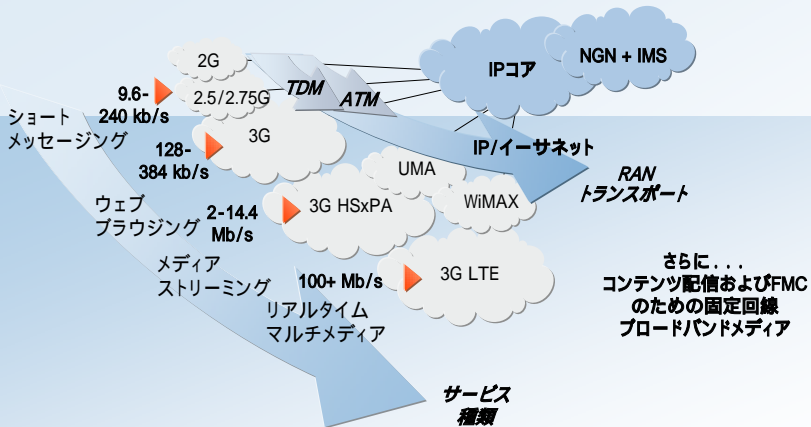 2G
2.5/2.75G
TDM
ATM
IPコア
NGN + IMS
9.6-
240 kb/s
ショート
メッセージング
3G
128-
384 kb/s
IP/イーサネット
RAN
トランスポート
UMA
WiMAX
ウェブ
ブラウジング
2-14.4
Mb/s
3G HSxPA
メディア
ストリーミング
100+ Mb/s
3G LTE
リアルタイム
マルチメディア
さらに...
コンテンツ配信およびFMC
のための固定回線
ブロードバンドメディア
サービス
種類